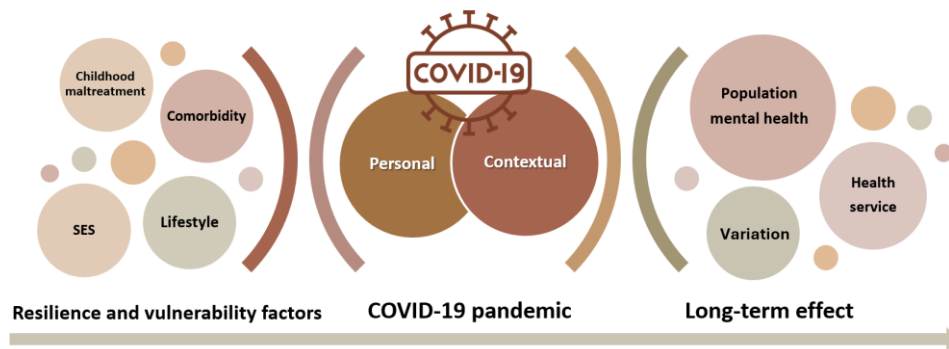 Childhood
maltreatment
Comorbidity
SES
Lifestyle
Resilience and vulnerability factors
COVID-19
Personal
Contextual
COVID-19 pandemic
Population
mental health
Health
service
Variation
Long-term effect